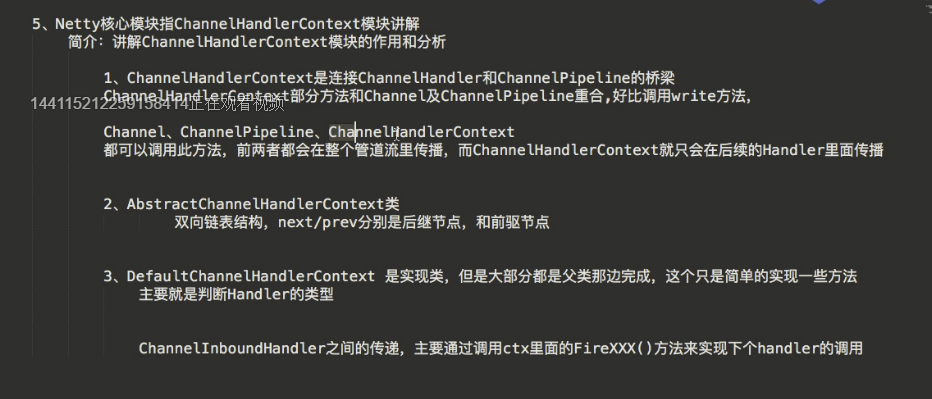 5、Netty核心模块指ChannelHandlerContext模块讲解
简介：讲解ChannelHandlerContext模块的作用和分析
1、ChannelHandlerContext是连接ChannelHandler和ChannelPipeline的桥梁
ChannelHandlerContext部分方法和Channel及ChannelPipeline重合,好比调用write方法,
144115212259158414正在观看视频
Channel、ChannelPipeline、ChannelHandlerContext
都可以调用此方法，前两者都会在整个管道流里传播，而ChannelHandlerContext就只会在后续的Handler里面传播
2、AbstractChannelHandlerContext类
双向链表结构，next/prev分别是后继节点，和前驱节点
3、DefaultChannelHandlerContext 是实现类，但是大部分都是父类那边完成，这个只是简单的实现一些方法
主要就是判断Handler的类型
ChannelInboundHandler之间的传递，主要通过调用ctx里面的FireXXX()方法来实现下个handler的调用